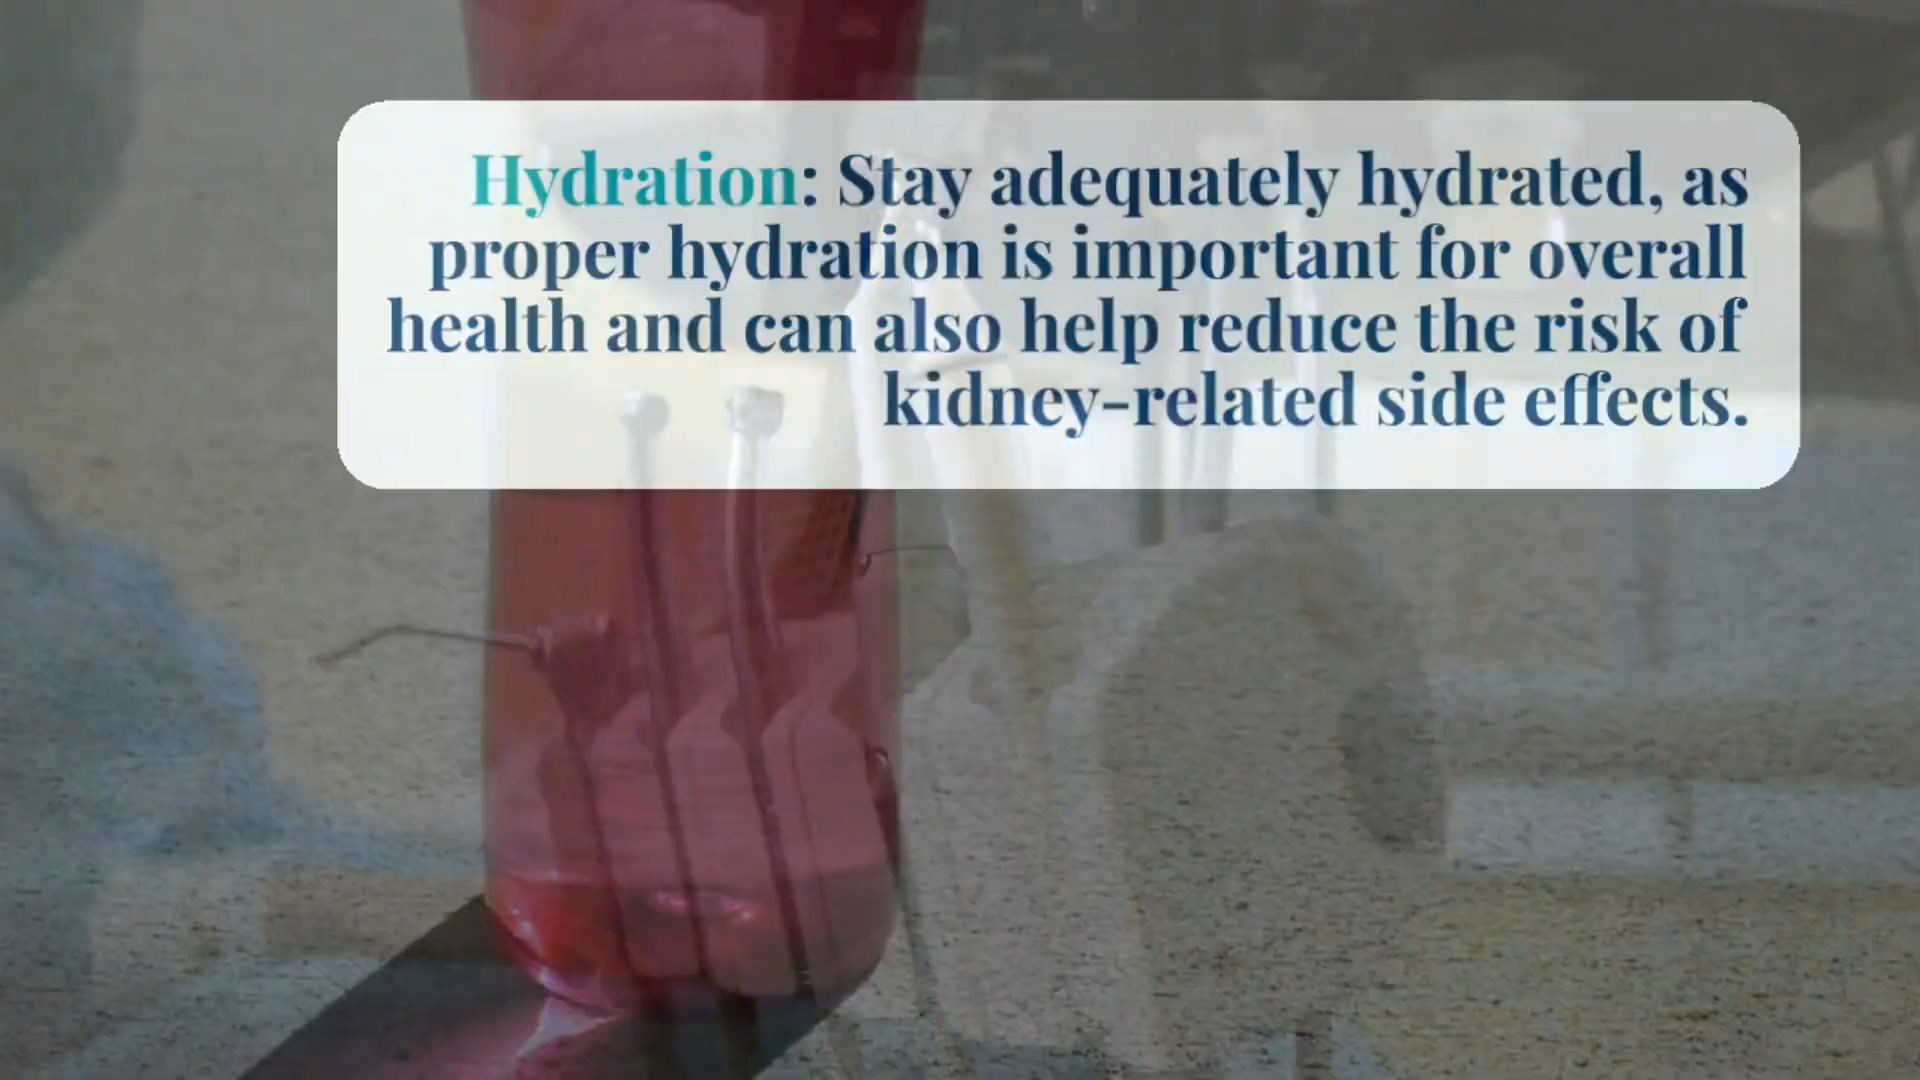 Hydration: Stay adequately hydrated, as
proper hydration is important for overall
health and can also help reduce the risk of
kidney-related side effects.